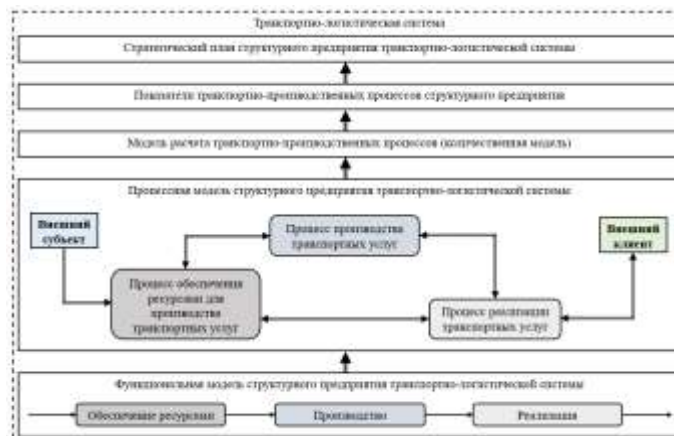 Транспортно-логистическая система
Стратегический план структурного предприятия транспортно-логистической системы
Показатели транспортно-производственных процессов структурного предприятия
Модель расчета транспортно-производственных процессов (количественная модель)
Процессная модель структурного предприятия транспортно-логистической системы
Внешний
субъект
Процесс производства
транспортных услуг
Внешний
клиент
Процесс обеспечения
ресурсами для
производства
транспортных услуг
Процесс реализации
транспортных услуг
Функциональная модель структурного предприятия транспортно-логистической системы
Обеспечение ресурсами
Производство
Реализация